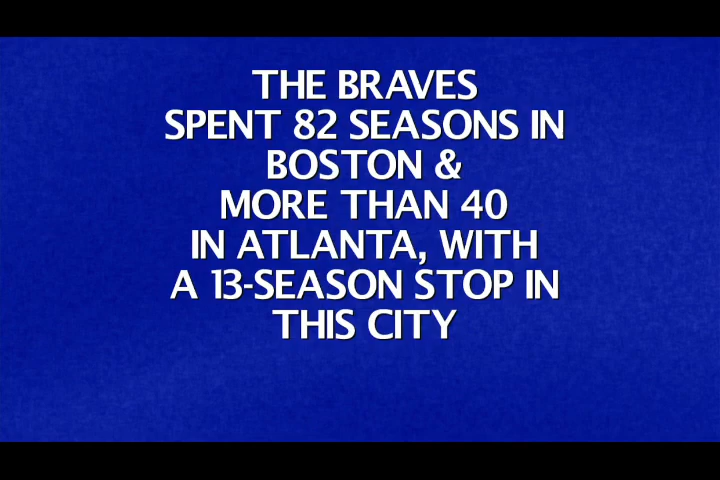 THE BRAVES
SPENT 82 SEASONS IN
BOSTON &
MORE THAN 40
IN ATLANTA, WITH
A 13-SEASON STOP IN
THIS CITY